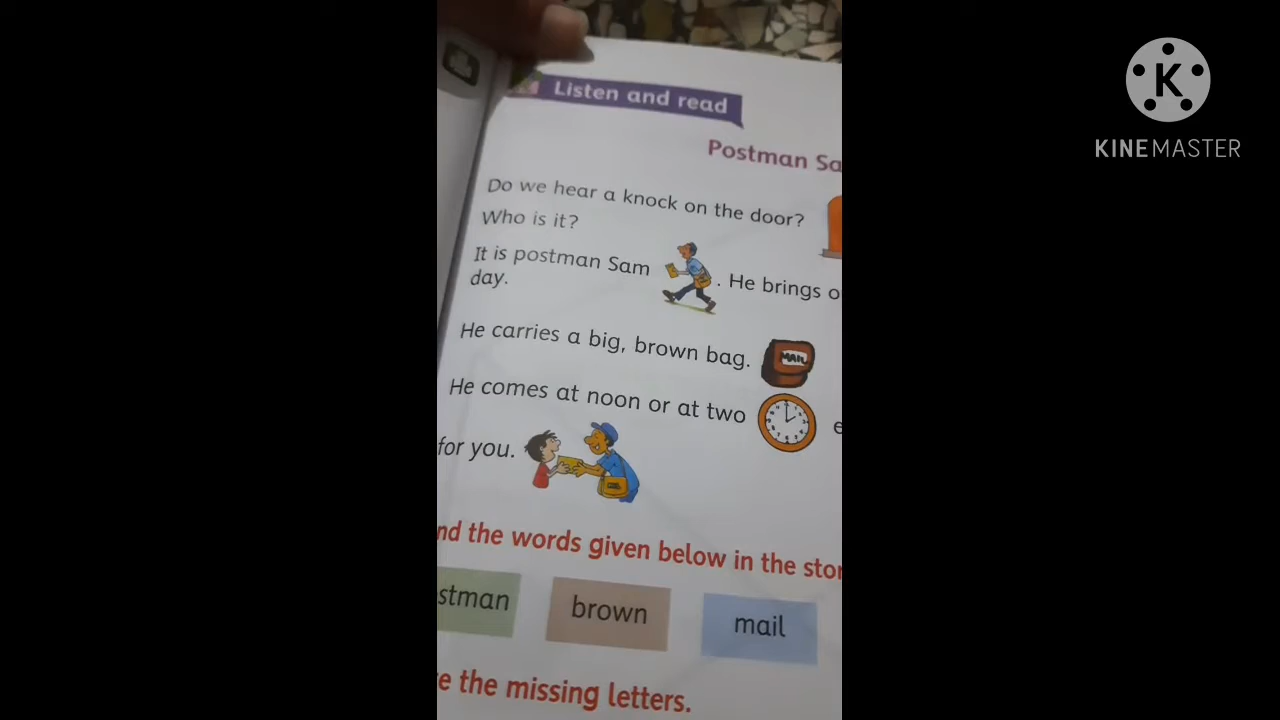 Listen and read
KINEMASTER
Postman Sa
Do we hear a knock on the door?
Who is it?
It is postman Sam . He brings o
day.
He carries a big, brown bag.
MAIL
He comes at noon or at two e
for you.
nd the words given below in the stor
stman brown mail
e the missing letters.